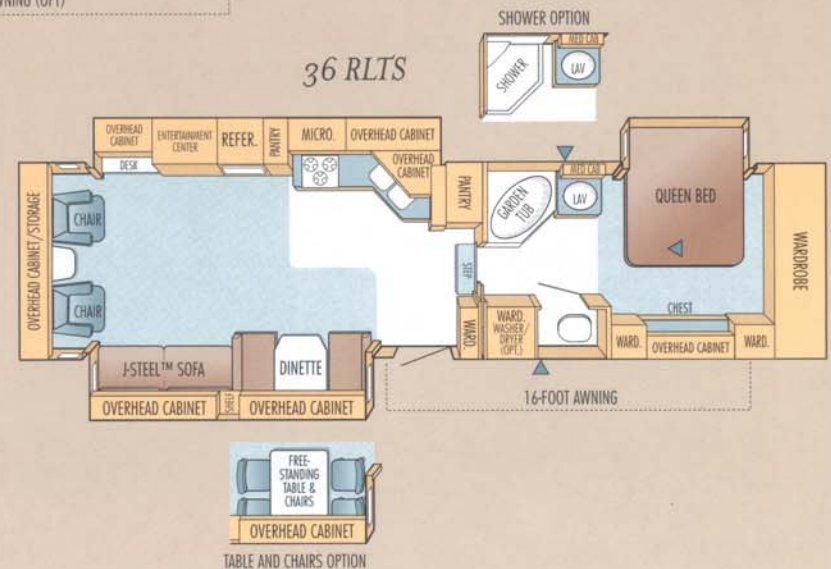 WNING (OPT)
SHOWER OPTION
36 RLTS
MED CAB
SHOWER
LAV
OVERHEAD
CABINET
ENTERTAINMENT
CENTER
REFER.
PANTRY
MICRO.
OVERHEAD CABINET
OVERHEAD
CABINET
DESK
MED CAB
PANTRY
GARDEN
TUB
LAV
QUEEN BED
OVERHEAD CABINET/STORAGE
CHAIR
CHAIR
STEP
WARDROBE
CHEST
WARD.
WARD.
WASHER/
DRYER
(OPT.)
WARD.
OVERHEAD CABINET
WARD.
J-STEEL™ SOFA
DINETTE
OVERHEAD CABINET
SHELF
OVERHEAD CABINET
16-FOOT AWNING
FREE-
STANDING
TABLE &
CHAIRS
OVERHEAD CABINET
TABLE AND CHAIRS OPTION